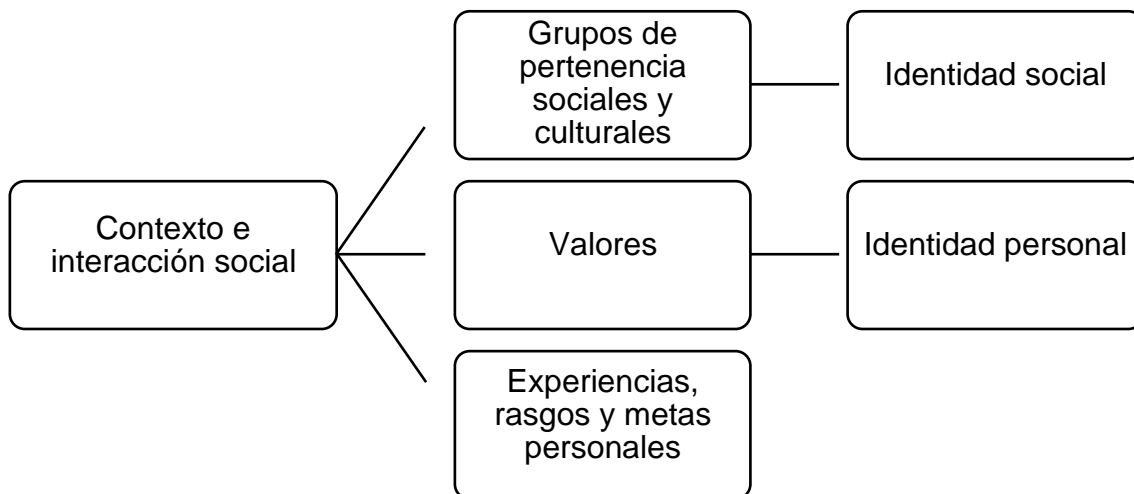 Contexto e
interacción social
Grupos de
pertenencia
sociales y
culturales
Identidad social
Valores
Identidad personal
Experiencias,
rasgos y metas
personales